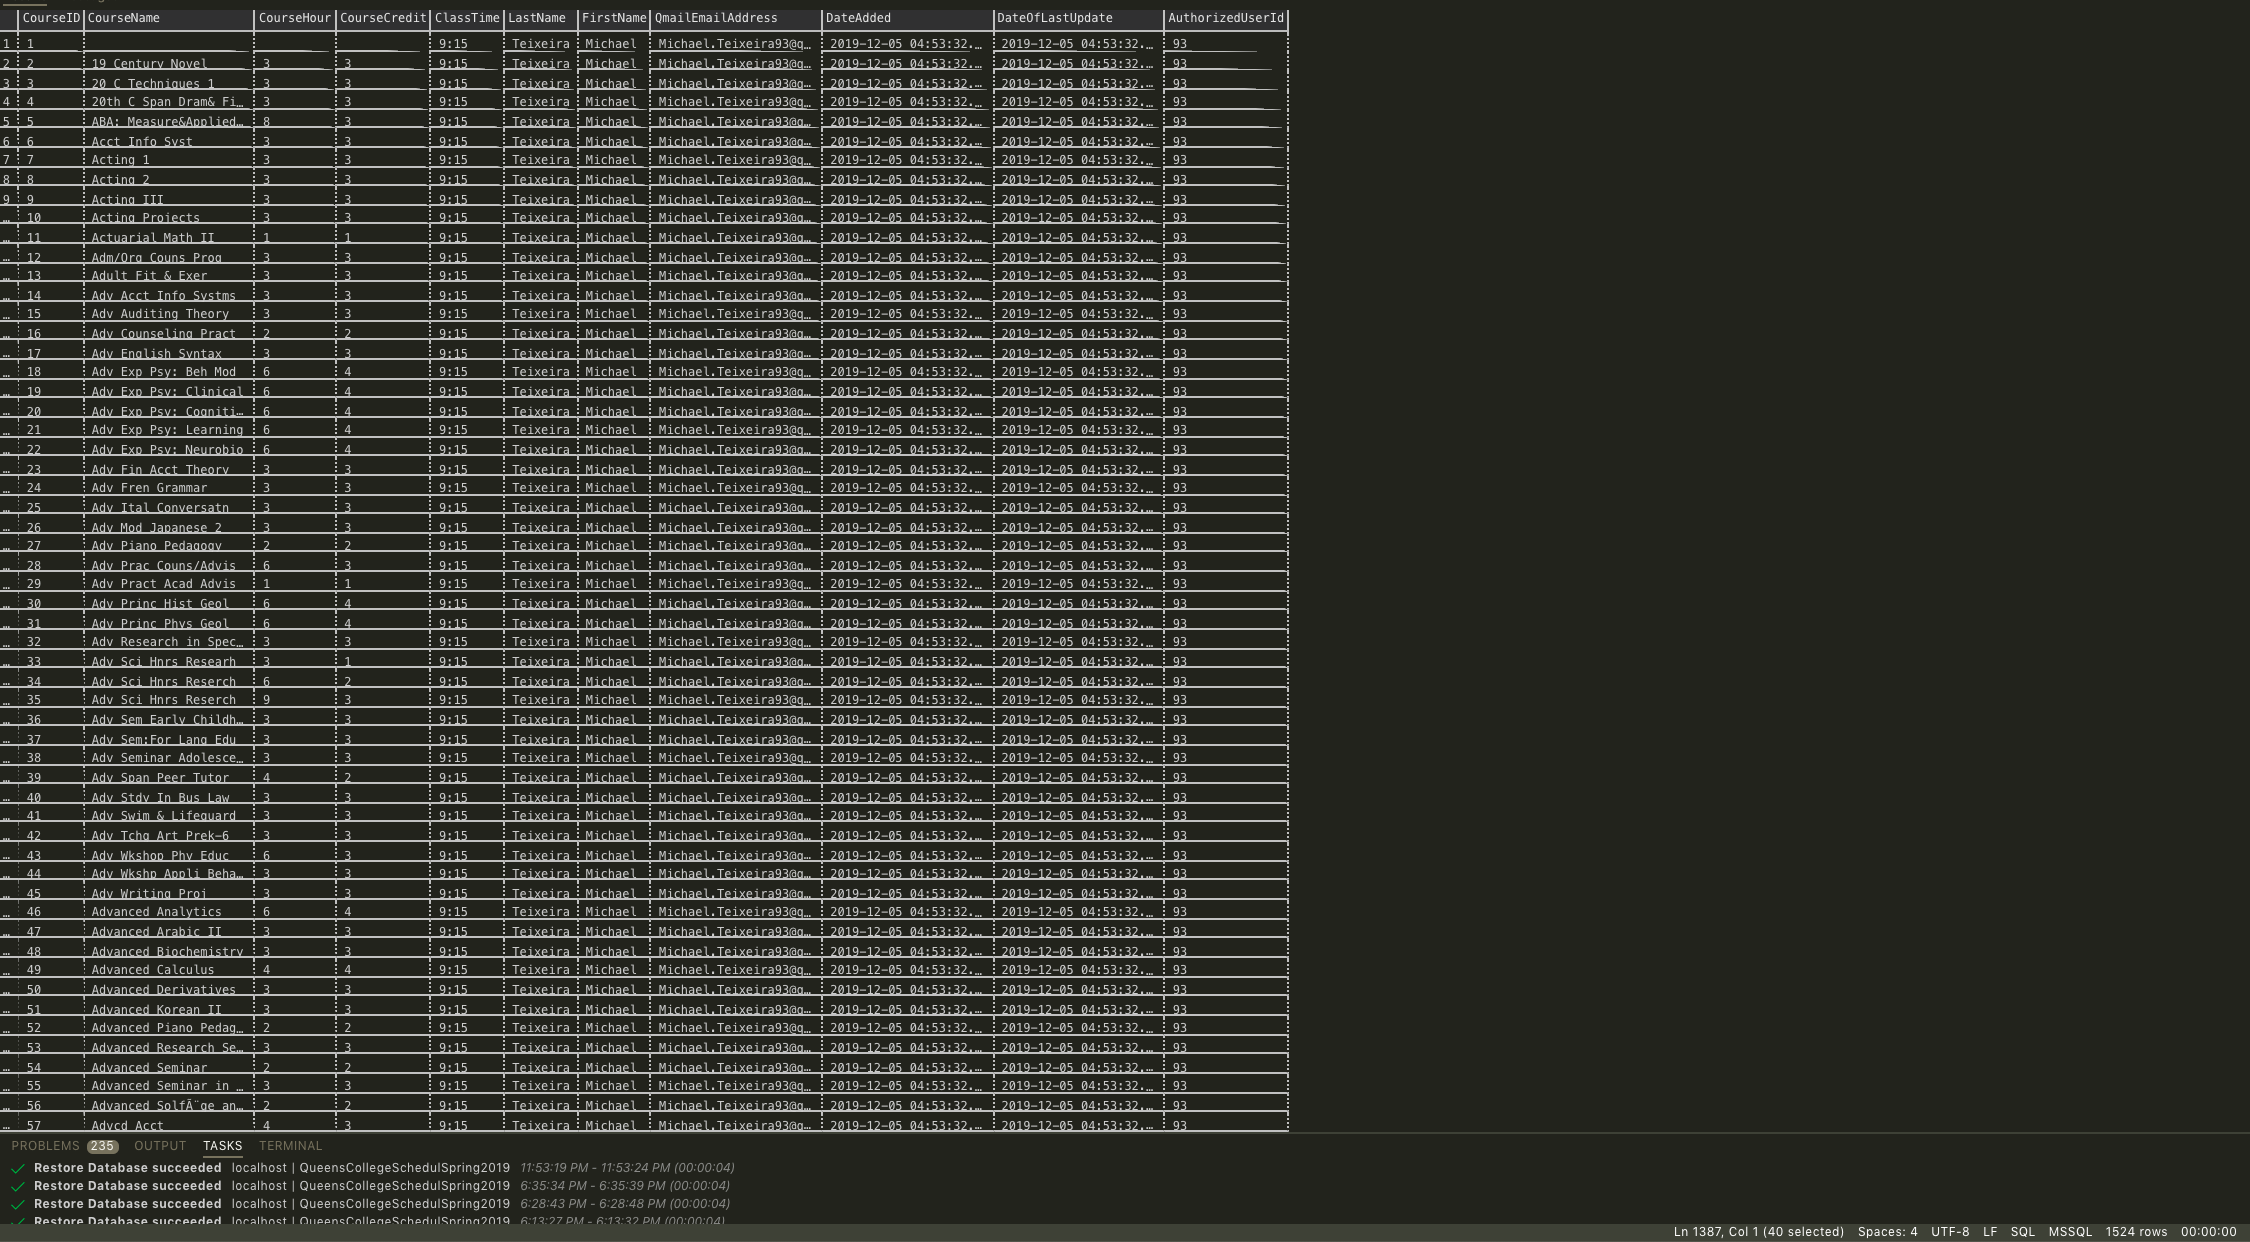 CourseID CourseName CourseHour CourseCredit ClassTime LastName FirstName QmailEmailAddress DateAdded DateOfLastUpdate AuthorizedUserId
1 1 9:15 Teixeira Michael Michael.Teixeira93@q… 2019-12-05 04:53:32.… 2019-12-05 04:53:32.… 93
2 2 19 Century Novel 3 3 9:15 Teixeira Michael Michael.Teixeira93@q… 2019-12-05 04:53:32.… 2019-12-05 04:53:32.… 93
3 3 20 C Techniques 1 3 3 9:15 Teixeira Michael Michael.Teixeira93@q… 2019-12-05 04:53:32.… 2019-12-05 04:53:32.… 93
4 4 20th C Span Dram& Fi… 3 3 9:15 Teixeira Michael Michael.Teixeira93@q… 2019-12-05 04:53:32.… 2019-12-05 04:53:32.… 93
5 5 ABA: Measure&Applied… 8 3 9:15 Teixeira Michael Michael.Teixeira93@q… 2019-12-05 04:53:32.… 2019-12-05 04:53:32.… 93
6 6 Acct Info Syst 3 3 9:15 Teixeira Michael Michael.Teixeira93@q… 2019-12-05 04:53:32.… 2019-12-05 04:53:32.… 93
7 7 Acting 1 3 3 9:15 Teixeira Michael Michael.Teixeira93@q… 2019-12-05 04:53:32.… 2019-12-05 04:53:32.… 93
8 8 Acting 2 3 3 9:15 Teixeira Michael Michael.Teixeira93@q… 2019-12-05 04:53:32.… 2019-12-05 04:53:32.… 93
9 9 Acting III 3 3 9:15 Teixeira Michael Michael.Teixeira93@q… 2019-12-05 04:53:32.… 2019-12-05 04:53:32.… 93
… 10 Acting Projects 3 3 9:15 Teixeira Michael Michael.Teixeira93@q… 2019-12-05 04:53:32.… 2019-12-05 04:53:32.… 93
… 11 Actuarial Math II 1 1 9:15 Teixeira Michael Michael.Teixeira93@q… 2019-12-05 04:53:32.… 2019-12-05 04:53:32.… 93
… 12 Adm/Org Couns Prog 3 3 9:15 Teixeira Michael Michael.Teixeira93@q… 2019-12-05 04:53:32.… 2019-12-05 04:53:32.… 93
… 13 Adult Fit & Exer 3 3 9:15 Teixeira Michael Michael.Teixeira93@q… 2019-12-05 04:53:32.… 2019-12-05 04:53:32.… 93
… 14 Adv Acct Info Systms 3 3 9:15 Teixeira Michael Michael.Teixeira93@q… 2019-12-05 04:53:32.… 2019-12-05 04:53:32.… 93
… 15 Adv Auditing Theory 3 3 9:15 Teixeira Michael Michael.Teixeira93@q… 2019-12-05 04:53:32.… 2019-12-05 04:53:32.… 93
… 16 Adv Counseling Pract 2 2 9:15 Teixeira Michael Michael.Teixeira93@q… 2019-12-05 04:53:32.… 2019-12-05 04:53:32.… 93
… 17 Adv English Syntax 3 3 9:15 Teixeira Michael Michael.Teixeira93@q… 2019-12-05 04:53:32.… 2019-12-05 04:53:32.… 93
… 18 Adv Exp Psy: Beh Mod 6 4 9:15 Teixeira Michael Michael.Teixeira93@q… 2019-12-05 04:53:32.… 2019-12-05 04:53:32.… 93
… 19 Adv Exp Psy: Clinical 6 4 9:15 Teixeira Michael Michael.Teixeira93@q… 2019-12-05 04:53:32.… 2019-12-05 04:53:32.… 93
… 20 Adv Exp Psy: Cogniti… 6 4 9:15 Teixeira Michael Michael.Teixeira93@q… 2019-12-05 04:53:32.… 2019-12-05 04:53:32.… 93
… 21 Adv Exp Psy: Learning 6 4 9:15 Teixeira Michael Michael.Teixeira93@q… 2019-12-05 04:53:32.… 2019-12-05 04:53:32.… 93
… 22 Adv Exp Psy: Neurobio 6 4 9:15 Teixeira Michael Michael.Teixeira93@q… 2019-12-05 04:53:32.… 2019-12-05 04:53:32.… 93
… 23 Adv Fin Acct Theory 3 3 9:15 Teixeira Michael Michael.Teixeira93@q… 2019-12-05 04:53:32.… 2019-12-05 04:53:32.… 93
… 24 Adv Fren Grammar 3 3 9:15 Teixeira Michael Michael.Teixeira93@q… 2019-12-05 04:53:32.… 2019-12-05 04:53:32.… 93
… 25 Adv Ital Conversatn 3 3 9:15 Teixeira Michael Michael.Teixeira93@q… 2019-12-05 04:53:32.… 2019-12-05 04:53:32.… 93
… 26 Adv Mod Japanese 2 3 3 9:15 Teixeira Michael Michael.Teixeira93@q… 2019-12-05 04:53:32.… 2019-12-05 04:53:32.… 93
… 27 Adv Piano Pedagogy 2 2 9:15 Teixeira Michael Michael.Teixeira93@q… 2019-12-05 04:53:32.… 2019-12-05 04:53:32.… 93
… 28 Adv Prac Couns/Advis 6 3 9:15 Teixeira Michael Michael.Teixeira93@q… 2019-12-05 04:53:32.… 2019-12-05 04:53:32.… 93
… 29 Adv Pract Acad Advis 1 1 9:15 Teixeira Michael Michael.Teixeira93@q… 2019-12-05 04:53:32.… 2019-12-05 04:53:32.… 93
… 30 Adv Princ Hist Geol 6 4 9:15 Teixeira Michael Michael.Teixeira93@q… 2019-12-05 04:53:32.… 2019-12-05 04:53:32.… 93
… 31 Adv Princ Phys Geol 6 4 9:15 Teixeira Michael Michael.Teixeira93@q… 2019-12-05 04:53:32.… 2019-12-05 04:53:32.… 93
… 32 Adv Research in Spec… 3 3 9:15 Teixeira Michael Michael.Teixeira93@q… 2019-12-05 04:53:32.… 2019-12-05 04:53:32.… 93
… 33 Adv Sci Hnrs Researh 3 1 9:15 Teixeira Michael Michael.Teixeira93@q… 2019-12-05 04:53:32.… 2019-12-05 04:53:32.… 93
… 34 Adv Sci Hnrs Reserch 6 2 9:15 Teixeira Michael Michael.Teixeira93@q… 2019-12-05 04:53:32.… 2019-12-05 04:53:32.… 93
… 35 Adv Sci Hnrs Reserch 9 3 9:15 Teixeira Michael Michael.Teixeira93@q… 2019-12-05 04:53:32.… 2019-12-05 04:53:32.… 93
… 36 Adv Sem Early Childh… 3 3 9:15 Teixeira Michael Michael.Teixeira93@q… 2019-12-05 04:53:32.… 2019-12-05 04:53:32.… 93
… 37 Adv Sem:For Lang Edu 3 3 9:15 Teixeira Michael Michael.Teixeira93@q… 2019-12-05 04:53:32.… 2019-12-05 04:53:32.… 93
… 38 Adv Seminar Adolesce… 3 3 9:15 Teixeira Michael Michael.Teixeira93@q… 2019-12-05 04:53:32.… 2019-12-05 04:53:32.… 93
… 39 Adv Span Peer Tutor 4 2 9:15 Teixeira Michael Michael.Teixeira93@q… 2019-12-05 04:53:32.… 2019-12-05 04:53:32.… 93
… 40 Adv Stdy In Bus Law 3 3 9:15 Teixeira Michael Michael.Teixeira93@q… 2019-12-05 04:53:32.… 2019-12-05 04:53:32.… 93
… 41 Adv Swim & Lifeguard 3 3 9:15 Teixeira Michael Michael.Teixeira93@q… 2019-12-05 04:53:32.… 2019-12-05 04:53:32.… 93
… 42 Adv Tchg Art Prek-6 3 3 9:15 Teixeira Michael Michael.Teixeira93@q… 2019-12-05 04:53:32.… 2019-12-05 04:53:32.… 93
… 43 Adv Wkshop Phy Educ 6 3 9:15 Teixeira Michael Michael.Teixeira93@q… 2019-12-05 04:53:32.… 2019-12-05 04:53:32.… 93
… 44 Adv Wkshp Appli Beha… 3 3 9:15 Teixeira Michael Michael.Teixeira93@q… 2019-12-05 04:53:32.… 2019-12-05 04:53:32.… 93
… 45 Adv Writing Proj 3 3 9:15 Teixeira Michael Michael.Teixeira93@q… 2019-12-05 04:53:32.… 2019-12-05 04:53:32.… 93
… 46 Advanced Analytics 6 4 9:15 Teixeira Michael Michael.Teixeira93@q… 2019-12-05 04:53:32.… 2019-12-05 04:53:32.… 93
… 47 Advanced Arabic II 3 3 9:15 Teixeira Michael Michael.Teixeira93@q… 2019-12-05 04:53:32.… 2019-12-05 04:53:32.… 93
… 48 Advanced Biochemistry 3 3 9:15 Teixeira Michael Michael.Teixeira93@q… 2019-12-05 04:53:32.… 2019-12-05 04:53:32.… 93
… 49 Advanced Calculus 4 4 9:15 Teixeira Michael Michael.Teixeira93@q… 2019-12-05 04:53:32.… 2019-12-05 04:53:32.… 93
… 50 Advanced Derivatives 3 3 9:15 Teixeira Michael Michael.Teixeira93@q… 2019-12-05 04:53:32.… 2019-12-05 04:53:32.… 93
… 51 Advanced Korean II 3 3 9:15 Teixeira Michael Michael.Teixeira93@q… 2019-12-05 04:53:32.… 2019-12-05 04:53:32.… 93
… 52 Advanced Piano Pedag… 2 2 9:15 Teixeira Michael Michael.Teixeira93@q… 2019-12-05 04:53:32.… 2019-12-05 04:53:32.… 93
… 53 Advanced Research Se… 3 3 9:15 Teixeira Michael Michael.Teixeira93@q… 2019-12-05 04:53:32.… 2019-12-05 04:53:32.… 93
… 54 Advanced Seminar 2 2 9:15 Teixeira Michael Michael.Teixeira93@q… 2019-12-05 04:53:32.… 2019-12-05 04:53:32.… 93
… 55 Advanced Seminar in … 3 3 9:15 Teixeira Michael Michael.Teixeira93@q… 2019-12-05 04:53:32.… 2019-12-05 04:53:32.… 93
… 56 Advanced SolfÃ¨ge an… 2 2 9:15 Teixeira Michael Michael.Teixeira93@q… 2019-12-05 04:53:32.… 2019-12-05 04:53:32.… 93
… 57 Advcd Acct 4 3 9:15 Teixeira Michael Michael.Teixeira93@q… 2019-12-05 04:53:32.… 2019-12-05 04:53:32.… 93
PROBLEMS 235 OUTPUT TASKS TERMINAL
Restore Database succeeded localhost | QueensCollegeSchedulSpring2019 11:53:19 PM - 11:53:24 PM (00:00:04)
Restore Database succeeded localhost | QueensCollegeSchedulSpring2019 6:35:34 PM - 6:35:39 PM (00:00:04)
Restore Database succeeded localhost | QueensCollegeSchedulSpring2019 6:28:43 PM - 6:28:48 PM (00:00:04)
Restore Database succeeded localhost | QueensCollegeSchedulSpring2019 6:13:27 PM - 6:13:32 PM (00:00:04)
Ln 1387, Col 1 (40 selected) Spaces: 4 UTF-8 LF SQL MSSQL 1524 rows 00:00:00